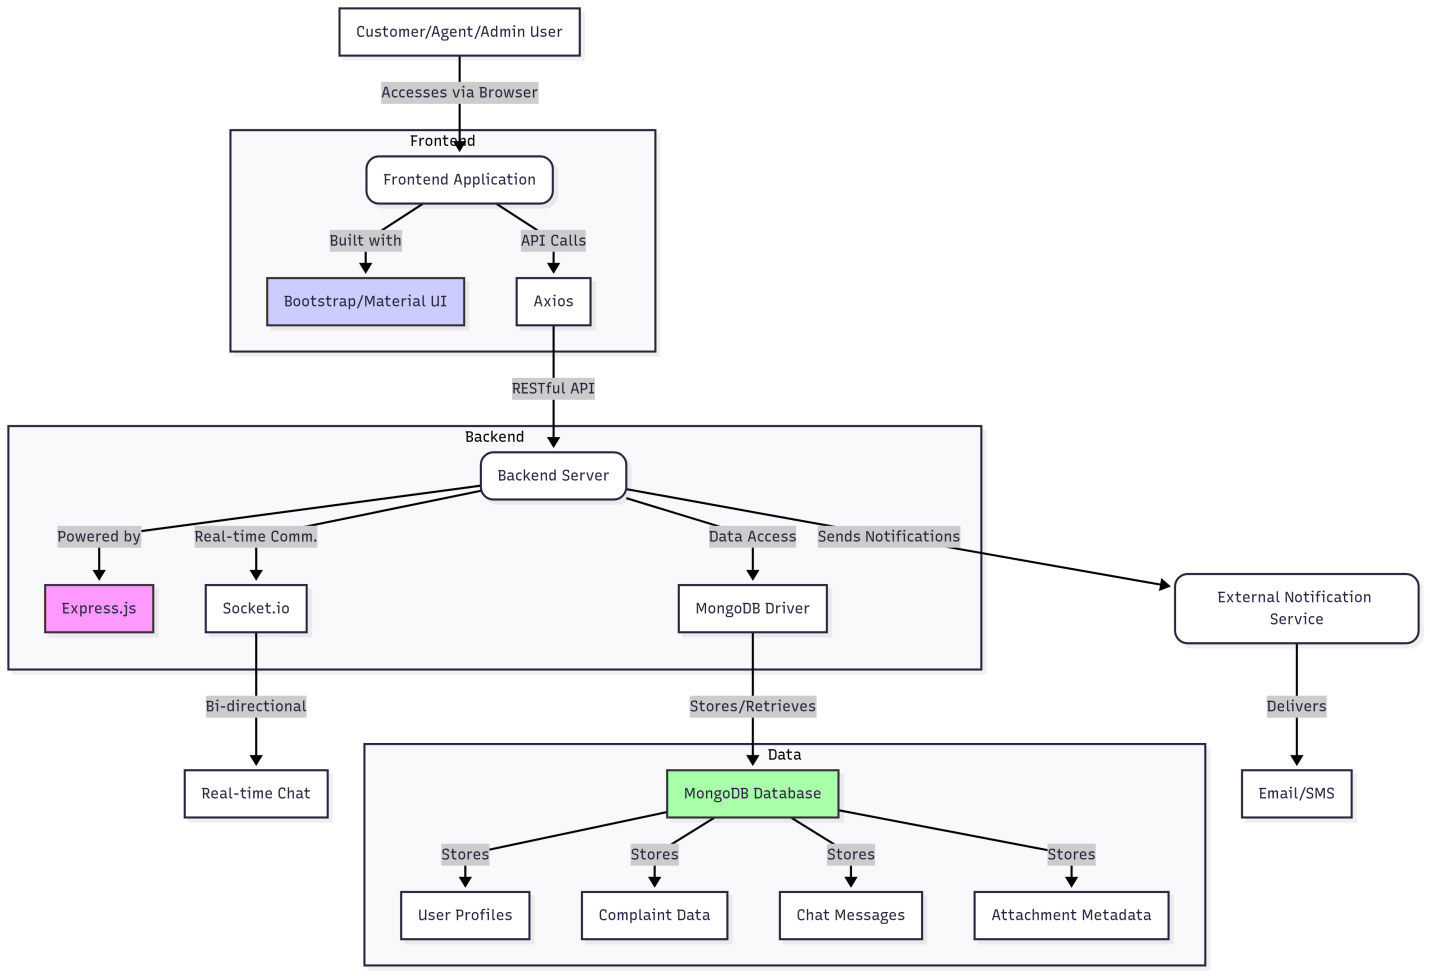 Customer/Agent/Admin User
Accesses via Browser
Frontend
Frontend Application
Built with
API Calls
Bootstrap/Material UI
Axios
RESTful API
Backend
Backend Server
Powered by
Real-time Comm.
Data Access
Sends Notifications
Express.js
Socket.io
MongoDB Driver
External Notification
Service
Bi-directional
Stores/Retrieves
Delivers
Data
Real-time Chat
MongoDB Database
Email/SMS
Stores
Stores
Stores
Stores
User Profiles
Complaint Data
Chat Messages
Attachment Metadata